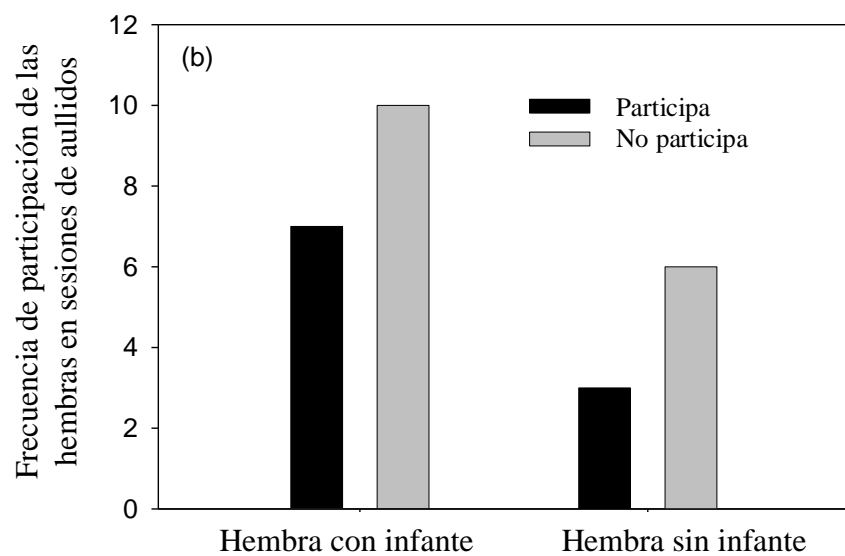 Frecuencia de participación de las
hembras en sesiones de aullidos
12
10
8
6
4
2
0
(b)
Participa
No participa
Hembra con infante
Hembra sin infante